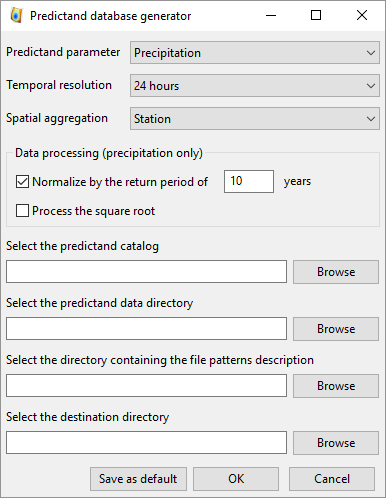 Predictand database generator
Predictand parameter Precipitation
Temporal resolution 24 hours
Spatial aggregation Station
Data processing (precipitation only)
Normalize by the return period of 10 years
Process the square root
Select the predictand catalog
Browse
Select the predictand data directory
Browse
Select the directory containing the file patterns description
Browse
Select the destination directory
Browse
Save as default OK Cancel